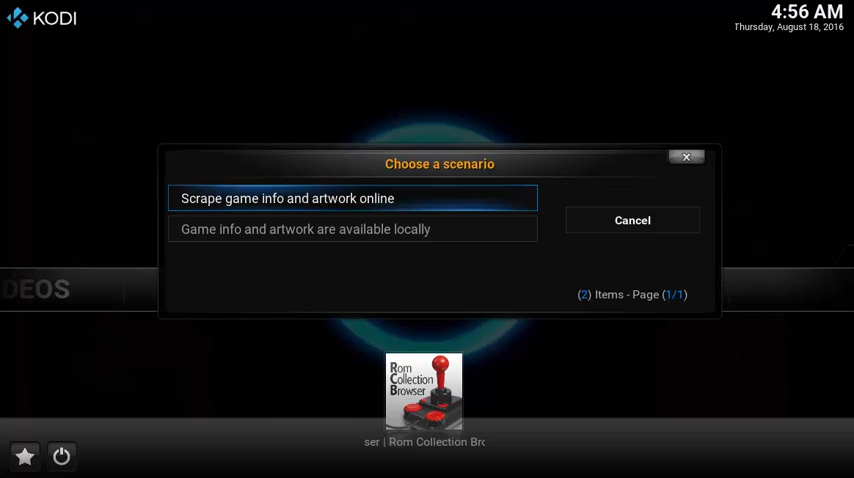 KODI
4:56 AM
Thursday, August 18, 2016
Choose a scenario
x
Scrape game info and artwork online
Game info and artwork are available locally
Cancel
(2) Items - Page (1/1)
DEOS
Rom
Collection
Browser
ser | Rom Collection Bro